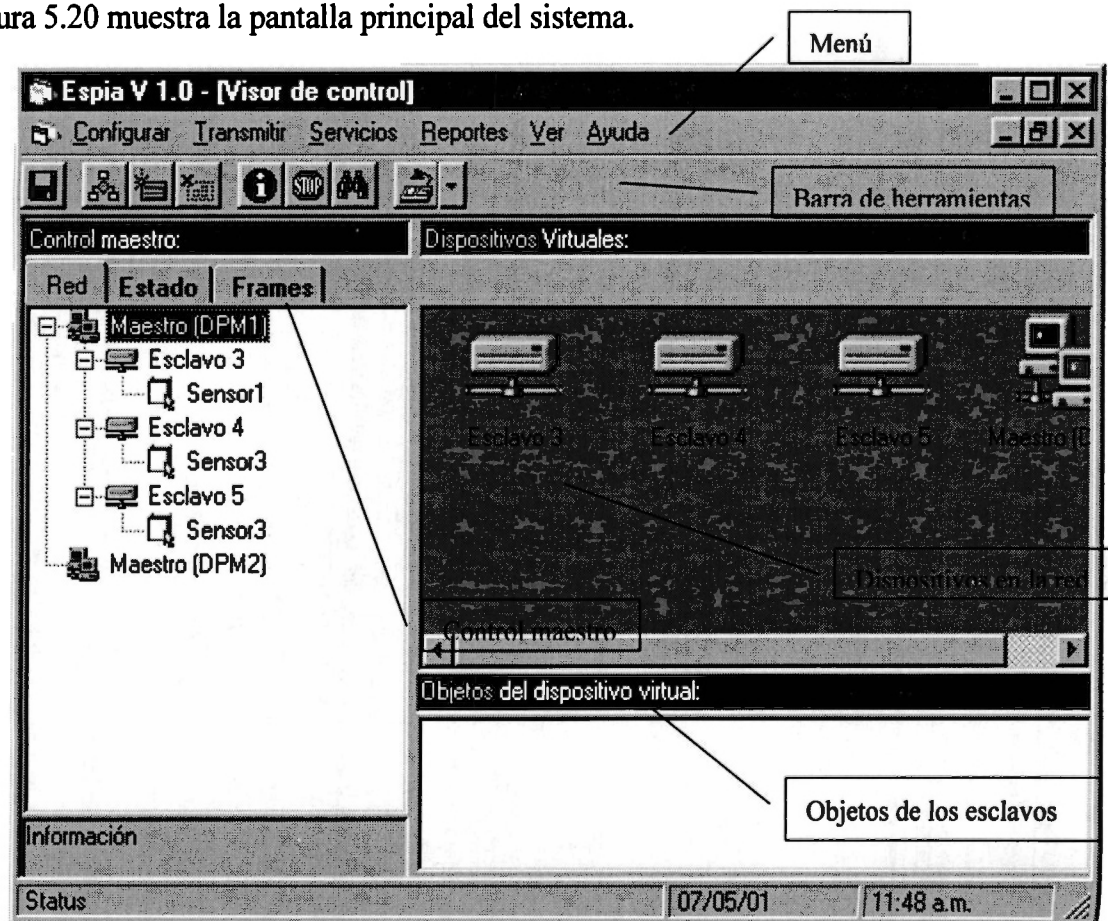 ura 5.20 muestra la pantalla principal del sistema.
Menú
Espia V 1.0 - [Visor de control]
Configurar Transmitir Servicios Reportes Ver Ayuda
STOP
Barra de herramientas
Control maestro:
Dispositivos Virtuales:
Red Estado Frames
Maestro (DPM1)
Esclavo 3
Sensor1
Esclavo 4
Sensor3
Esclavo 5
Sensor3
Maestro (DPM2)
Esclavo 3 Esclavo 4 Esclavo 5 Maestro (D
Dispositivos en la red
Control maestro
Objetos del dispositivo virtual:
Objetos de los esclavos
Información
Status 07/05/01 11:48 a.m.